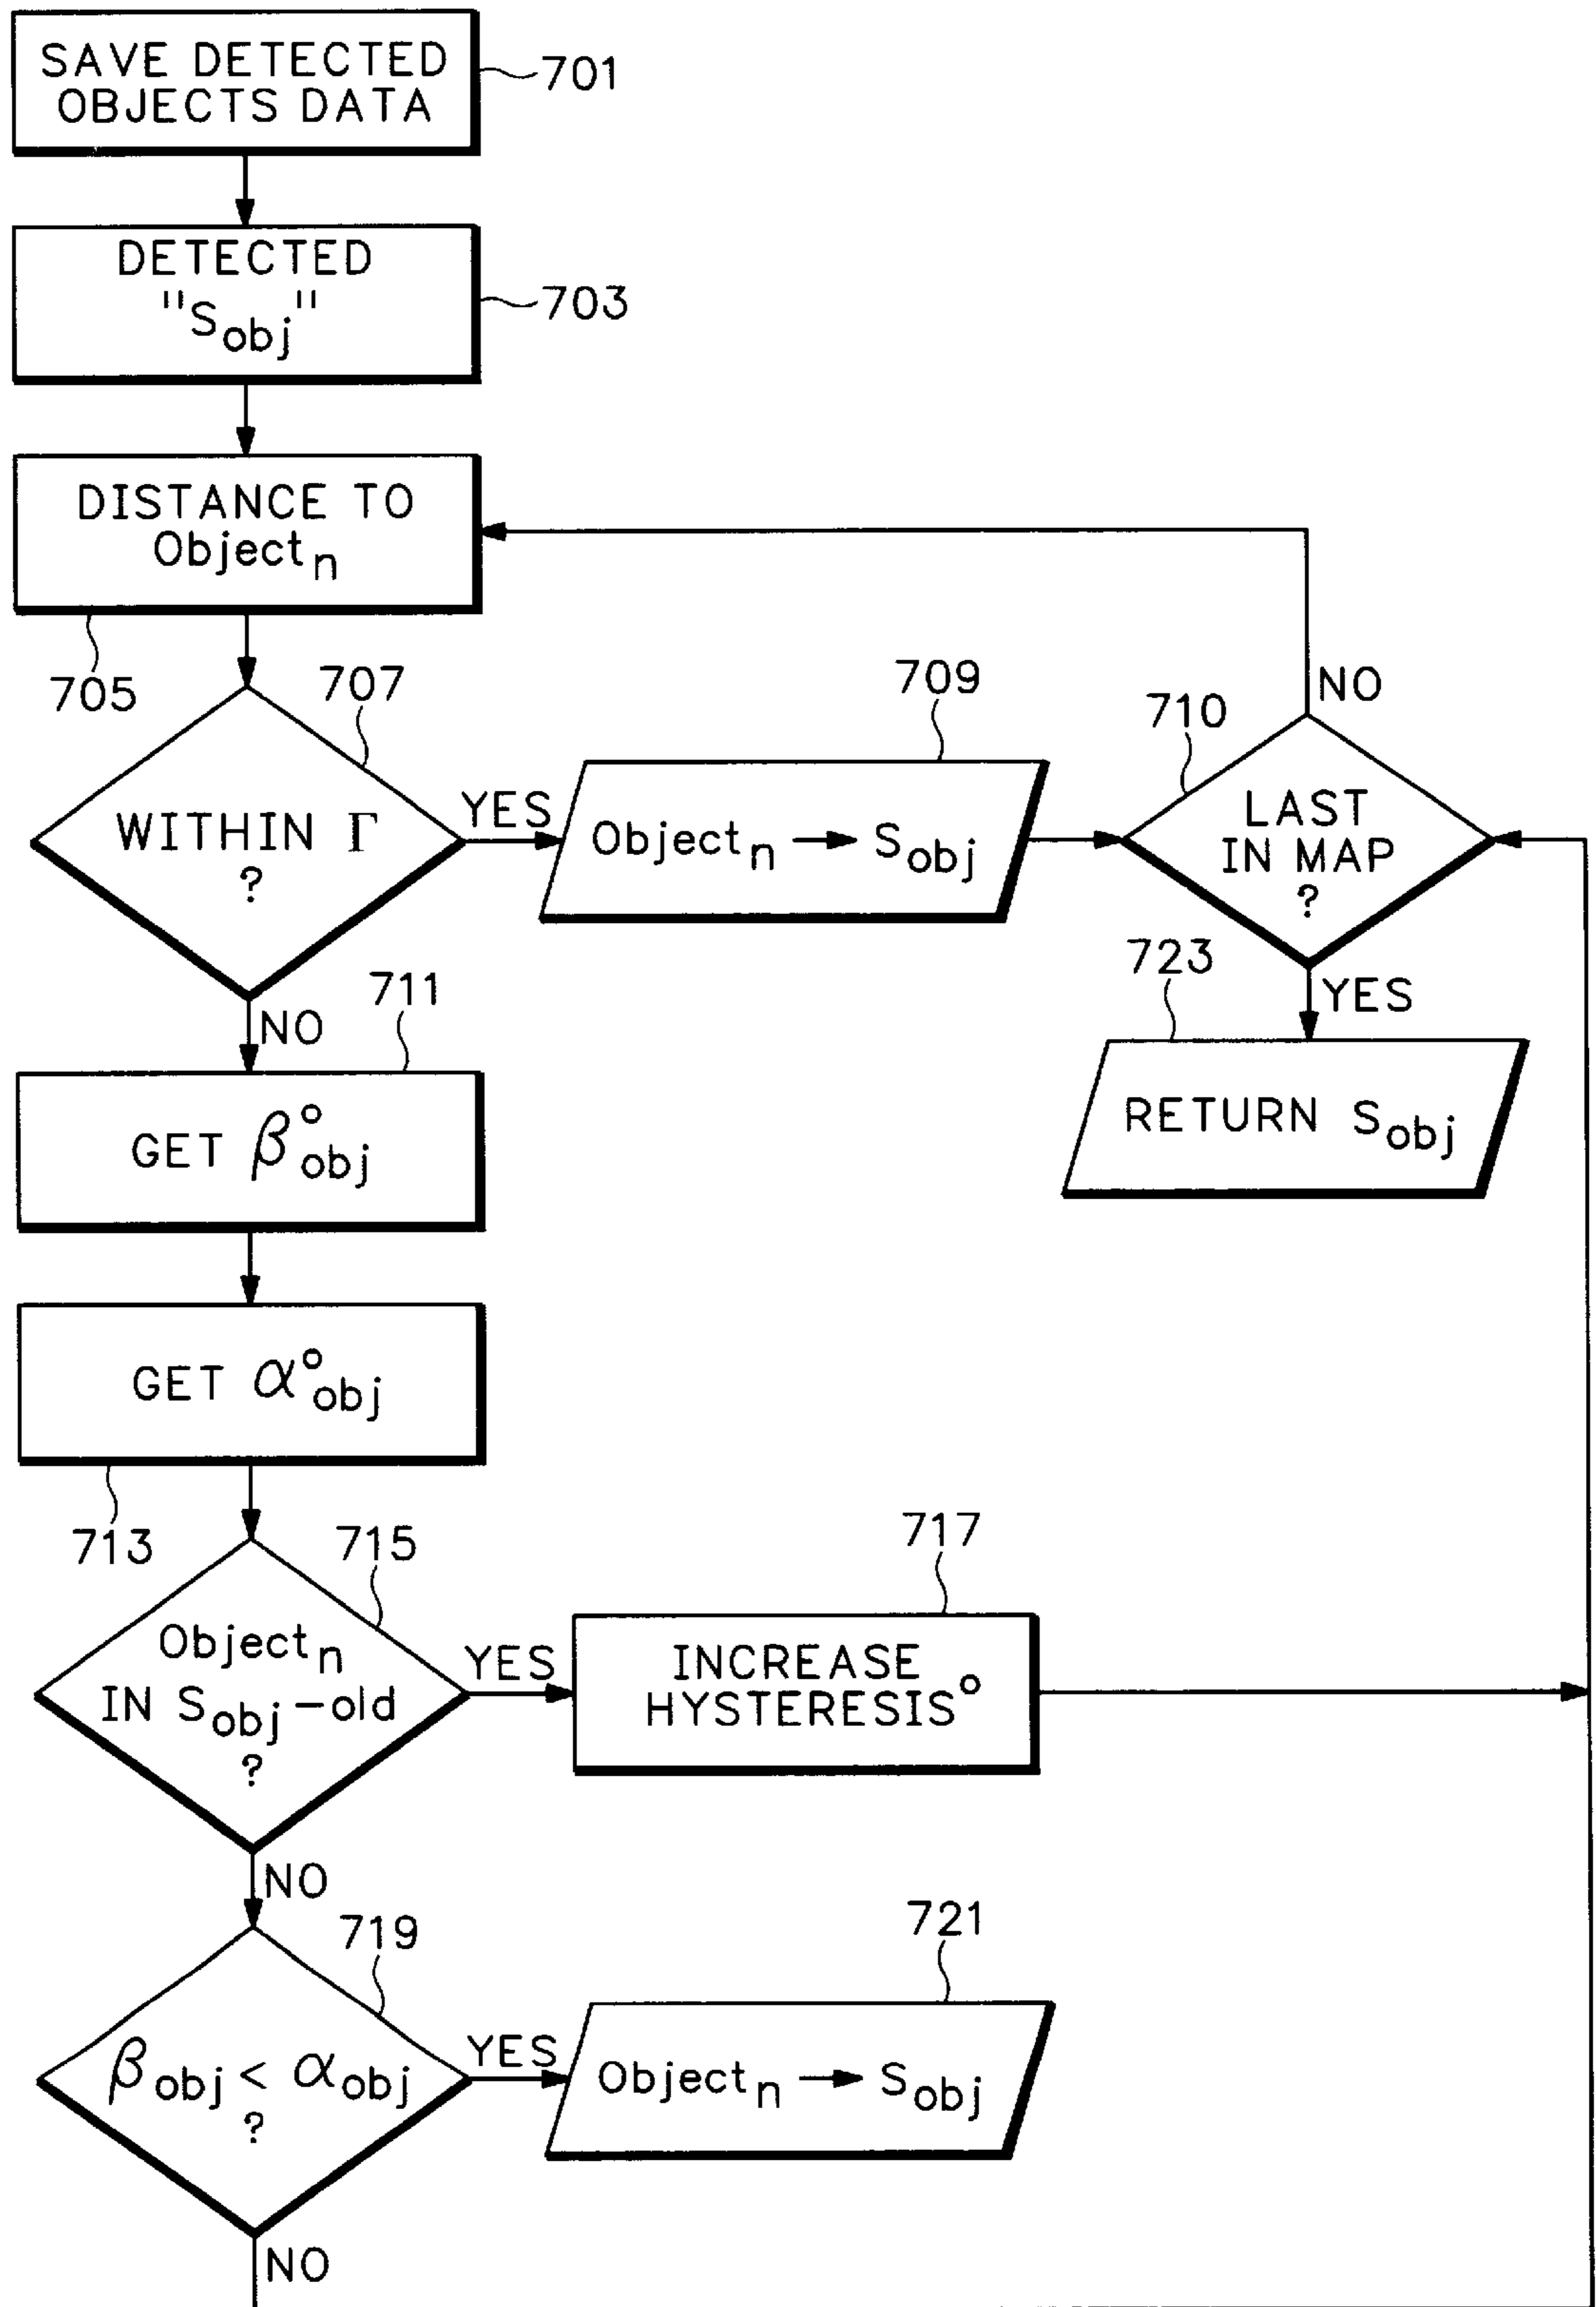 SAVE DETECTED
OBJECTS DATA
701
DETECTED
"Sobj"
703
DISTANCE TO
Objectn
705
707
WITHIN Γ
?
YES
NO
709
Objectn → Sobj
710
NO
LAST
IN MAP
?
YES
723
RETURN Sobj
711
GET β°obj
GET α°obj
713
715
Objectn
IN Sobj-old
?
YES
NO
717
INCREASE
HYSTERESIS°
719
βobj < αobj
?
YES
NO
721
Objectn → Sobj